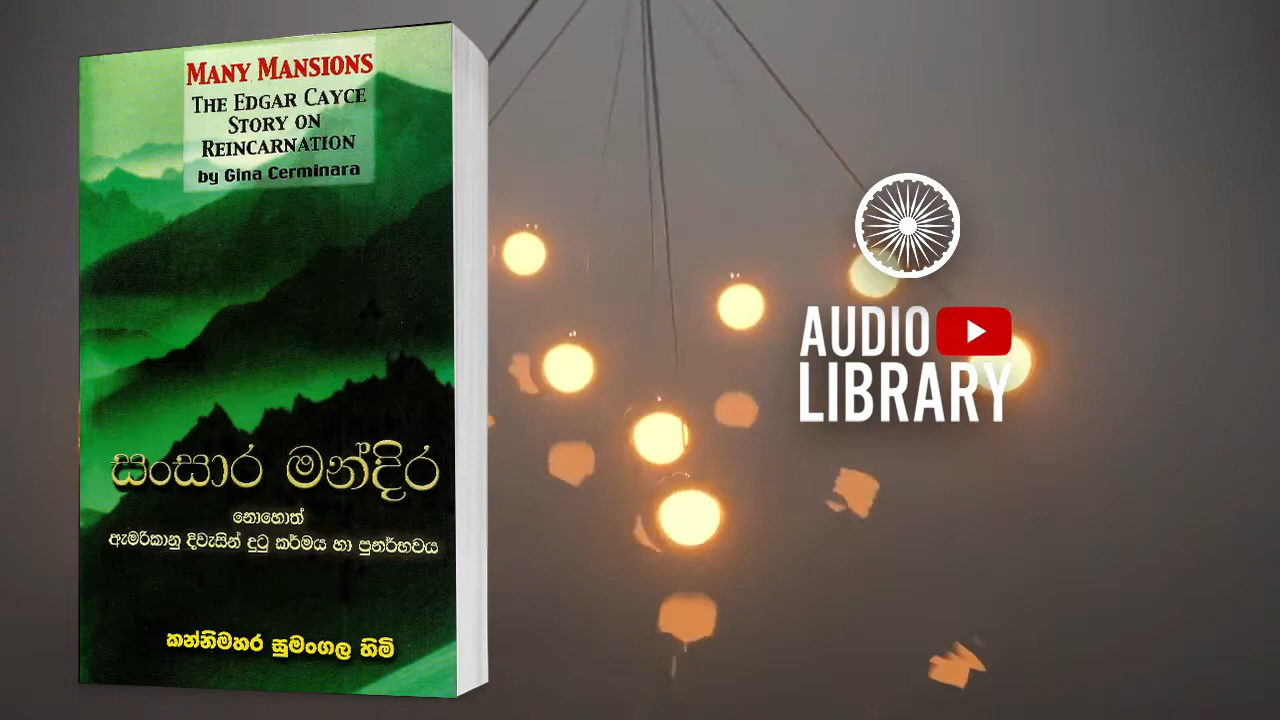 MANY MANSIONS
THE EDGAR CAYCE
STORY ON
REINCARNATION
by Gina Cerminara
සංසාර මන්දිර
නොහොත්
ඇමරිකානු දිවැසින් දුටු කර්මය හා පුනර්භවය
කන්නිමහර සුමංගල හිමි
AUDIO
LIBRARY